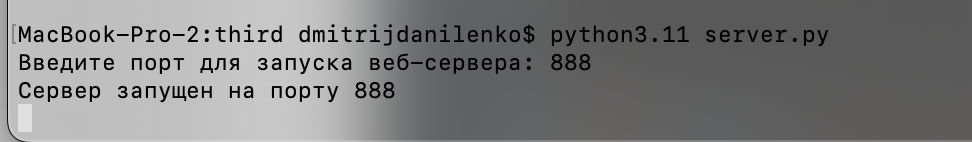 [MacBook-Pro-2:third dmitrijdanilenko$ python3.11 server.py
Введите порт для запуска веб-сервера: 888
Сервер запущен на порту 888